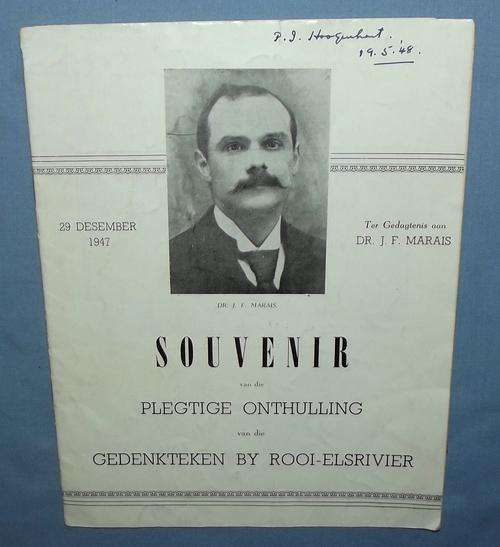 P. J. Hoogenhout.
19.5.'48.
29 DESEMBER
1947
Ter Gedagtenis aan
DR. J. F. MARAIS
DR. J. F. MARAIS.
SOUVENIR
van die
PLEGTIGE ONTHULLING
van die
GEDENKTEKEN BY ROOI-ELSRIVIER